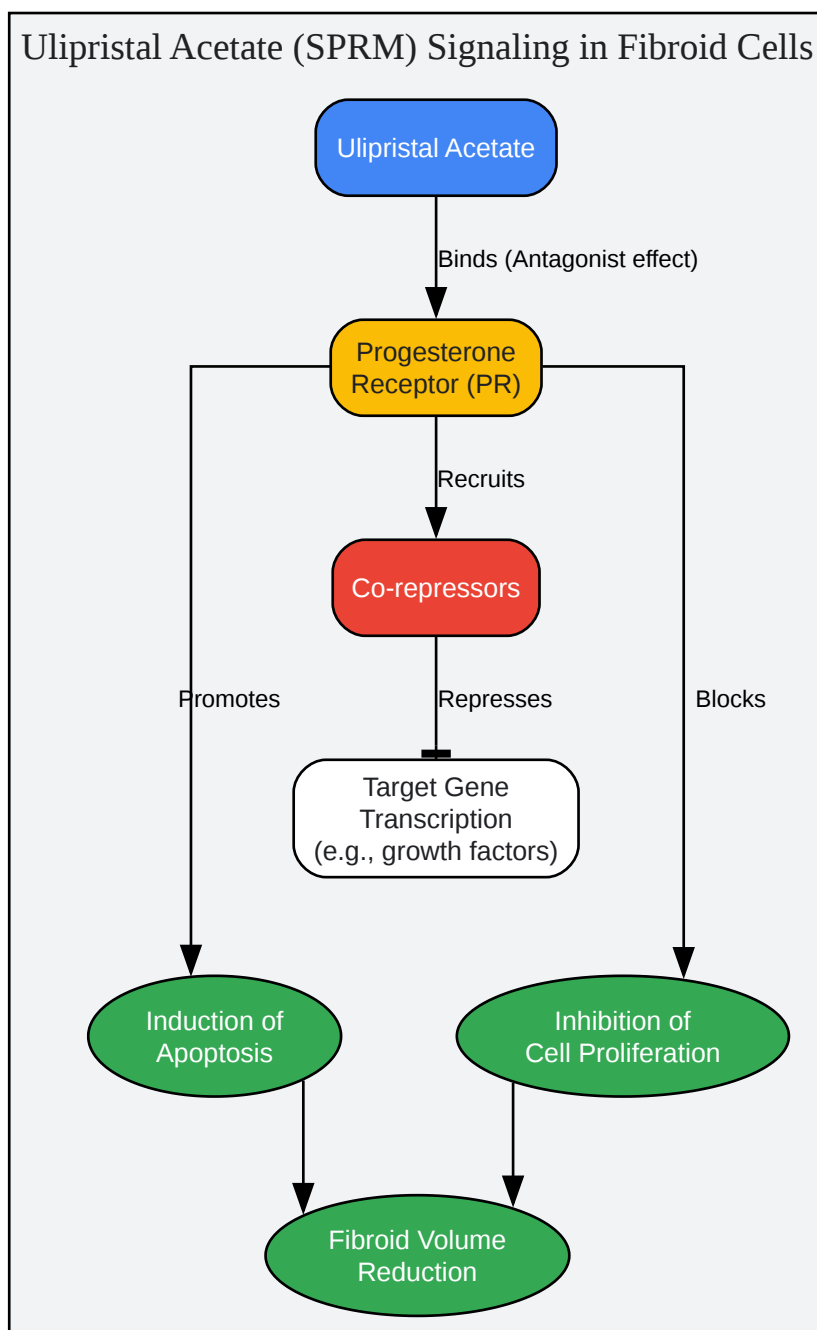 Ulipristal Acetate (SPRM) Signaling in Fibroid Cells
Ulipristal Acetate
Binds (Antagonist effect)
Progesterone
Receptor (PR)
Recruits
Co-repressors
Promotes
Represses
Blocks
Target Gene
Transcription
(e.g., growth factors)
Induction of
Apoptosis
Inhibition of
Cell Proliferation
Fibroid Volume
Reduction